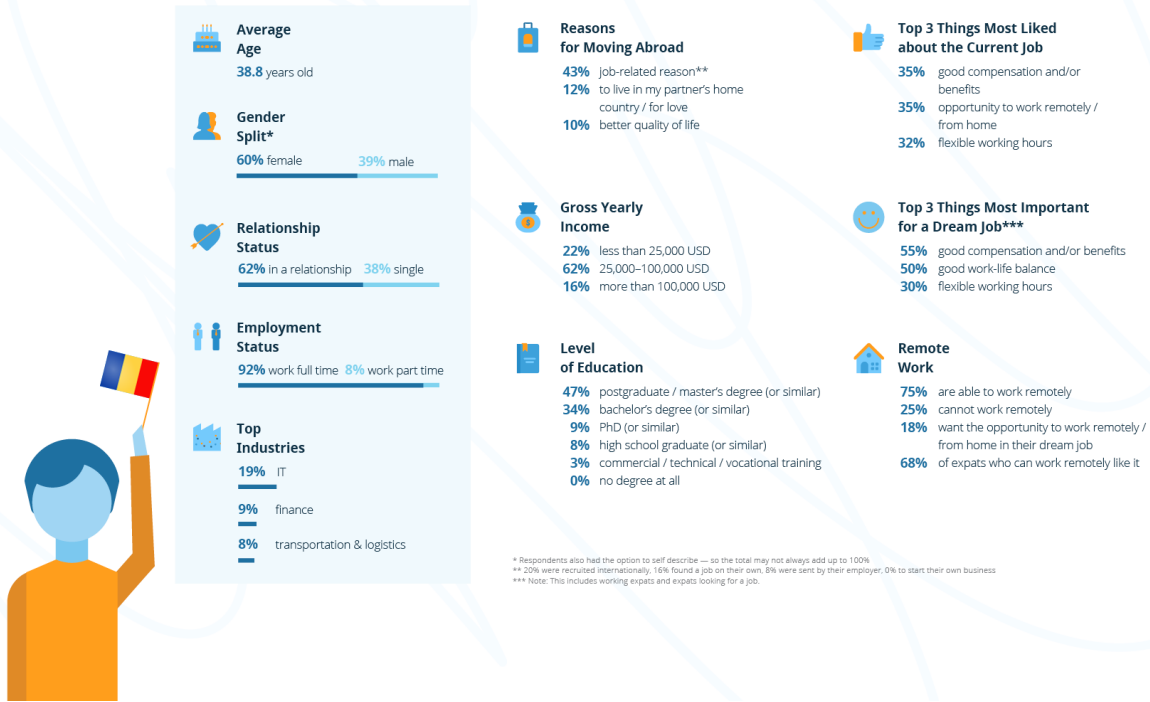 Average
Age
38.8 years old
Gender
Split*
60% female 39% male
Relationship
Status
62% in a relationship 38% single
Employment
Status
92% work full time 8% work part time
Top
Industries
19% IT
9% finance
8% transportation & logistics
Reasons
for Moving Abroad
43% job-related reason**
12% to live in my partner's home
country / for love
10% better quality of life
Gross Yearly
Income
22% less than 25,000 USD
62% 25,000–100,000 USD
16% more than 100,000 USD
Level
of Education
47% postgraduate / master's degree (or similar)
34% bachelor's degree (or similar)
9% PhD (or similar)
8% high school graduate (or similar)
3% commercial / technical / vocational training
0% no degree at all
Top 3 Things Most Liked
about the Current Job
35% good compensation and/or
benefits
35% opportunity to work remotely /
from home
32% flexible working hours
Top 3 Things Most Important
for a Dream Job***
55% good compensation and/or benefits
50% good work-life balance
30% flexible working hours
Remote
Work
75% are able to work remotely
25% cannot work remotely
18% want the opportunity to work remotely /
from home in their dream job
68% of expats who can work remotely like it
* Respondents also had the option to self describe — so the total may not always add up to 100%
** 20% were recruited internationally, 16% found a job on their own, 8% were sent by their employer, 0% to start their own business
*** Note: This includes working expats and expats looking for a job.